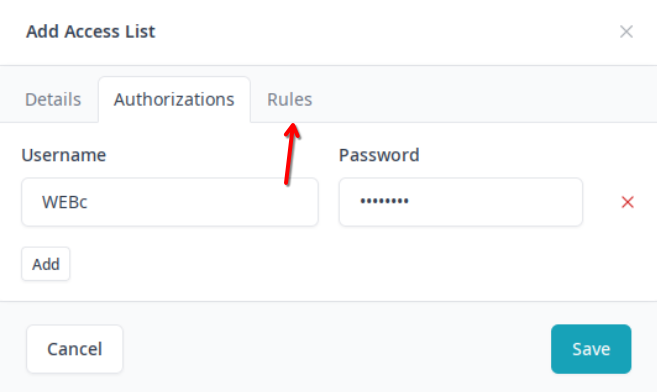 Add Access List
Details Authorizations Rules
Username Password
WEBc ••••••••
Add
Cancel Save